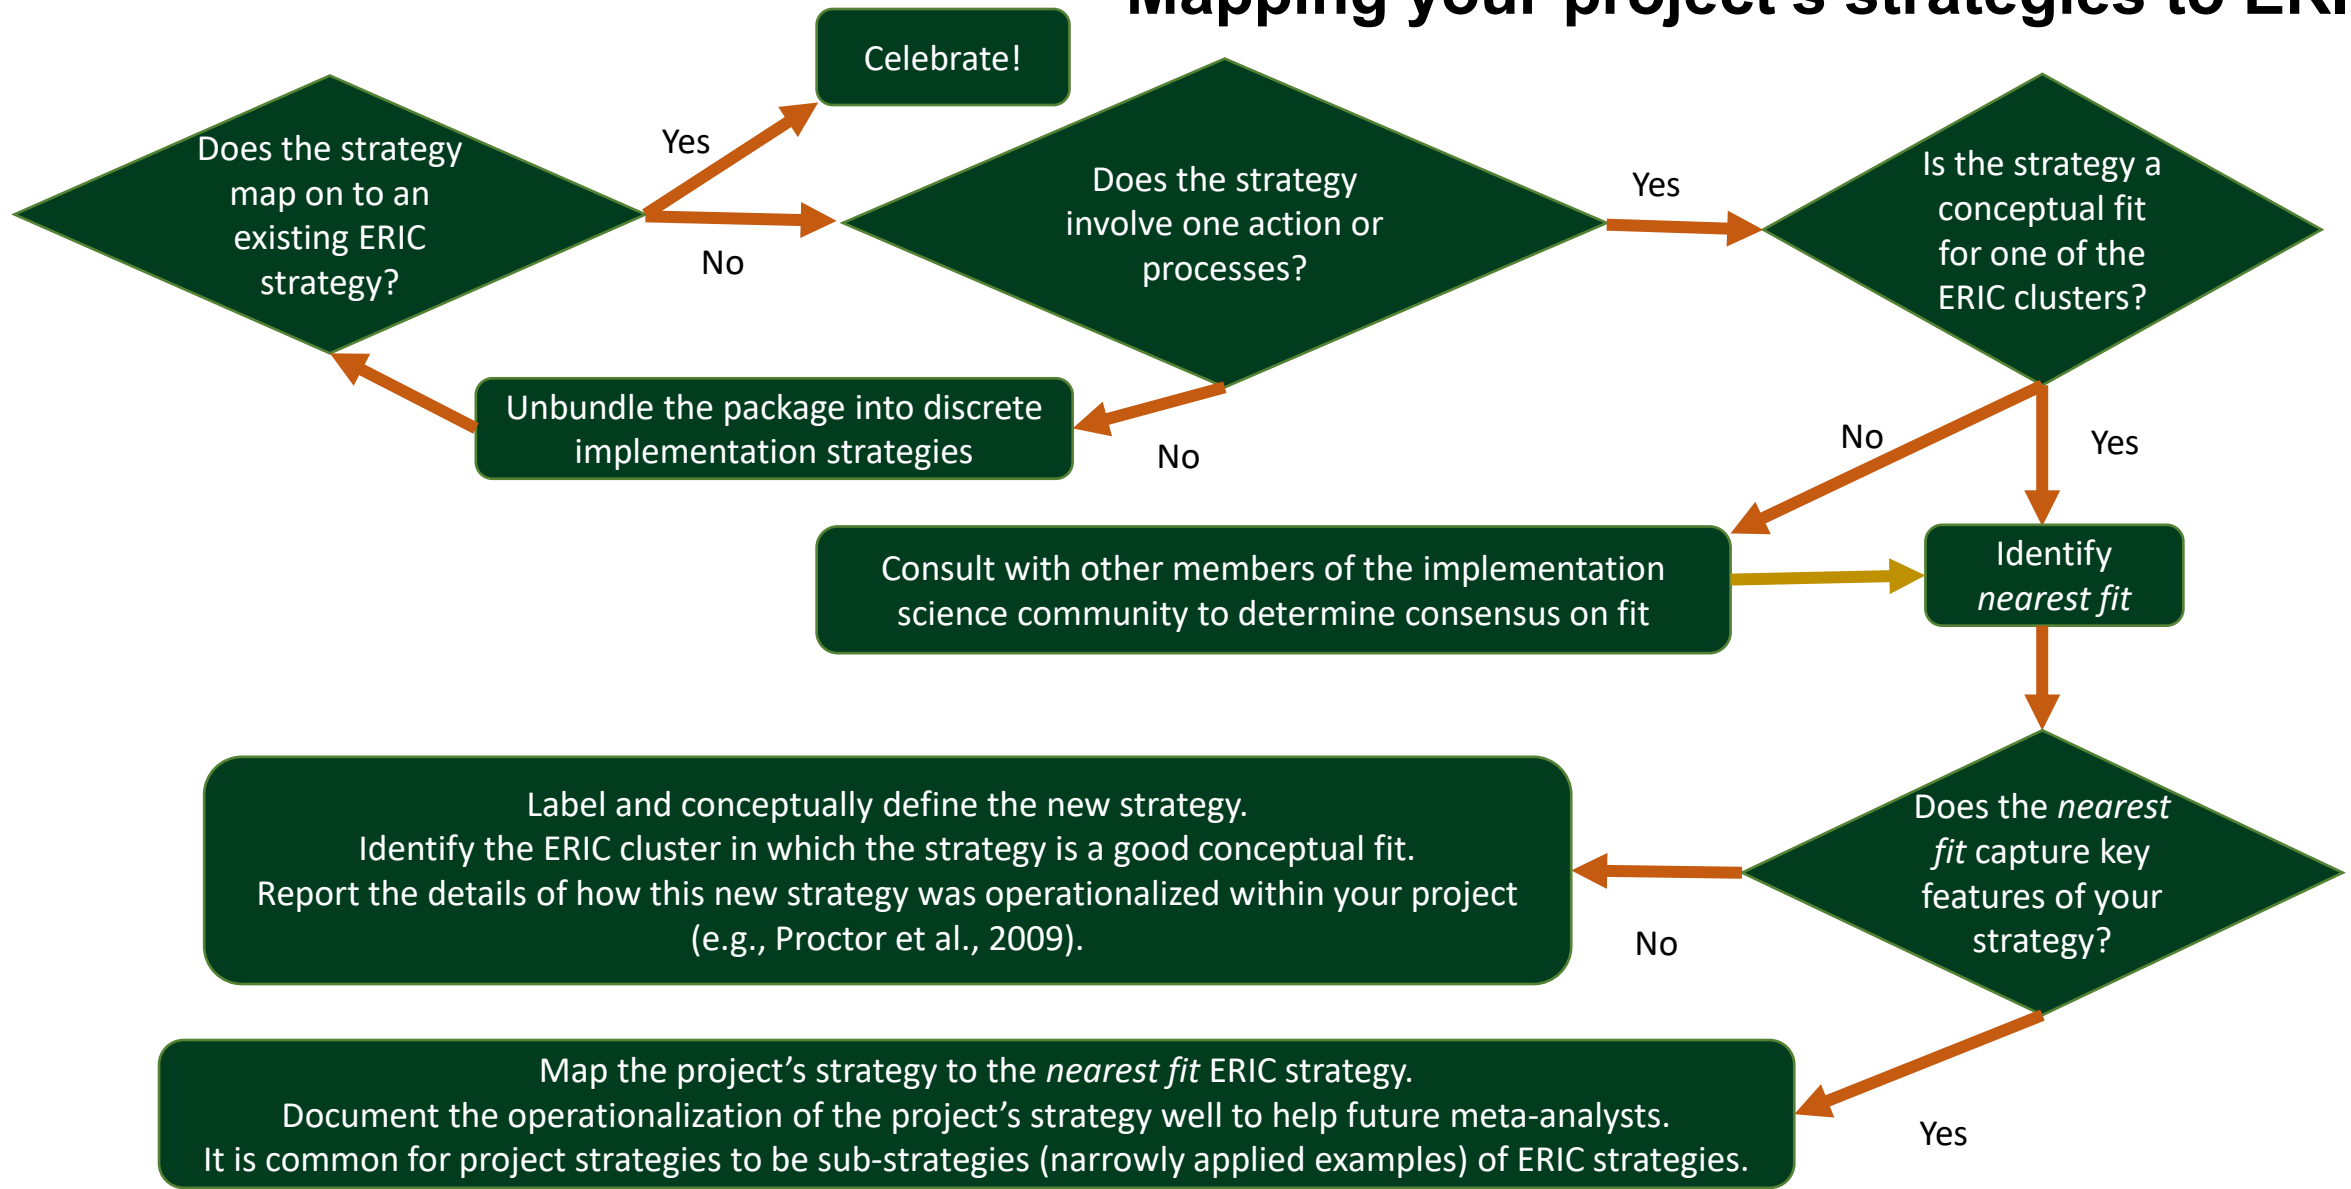 Mapping your project's strategies to ERI
Celebrate!
Does the strategy
map on to an
existing ERIC
strategy?
Yes
No
Does the strategy
involve one action or
processes?
Yes
Is the strategy a
conceptual fit
for one of the
ERIC clusters?
Unbundle the package into discrete
implementation strategies
No
No
Yes
Consult with other members of the implementation
science community to determine consensus on fit
Identify
nearest fit
Label and conceptually define the new strategy.
Identify the ERIC cluster in which the strategy is a good conceptual fit.
Report the details of how this new strategy was operationalized within your project
(e.g., Proctor et al., 2009).
No
Does the nearest
fit capture key
features of your
strategy?
Map the project's strategy to the nearest fit ERIC strategy.
Document the operationalization of the project's strategy well to help future meta-analysts.
It is common for project strategies to be sub-strategies (narrowly applied examples) of ERIC strategies.
Yes